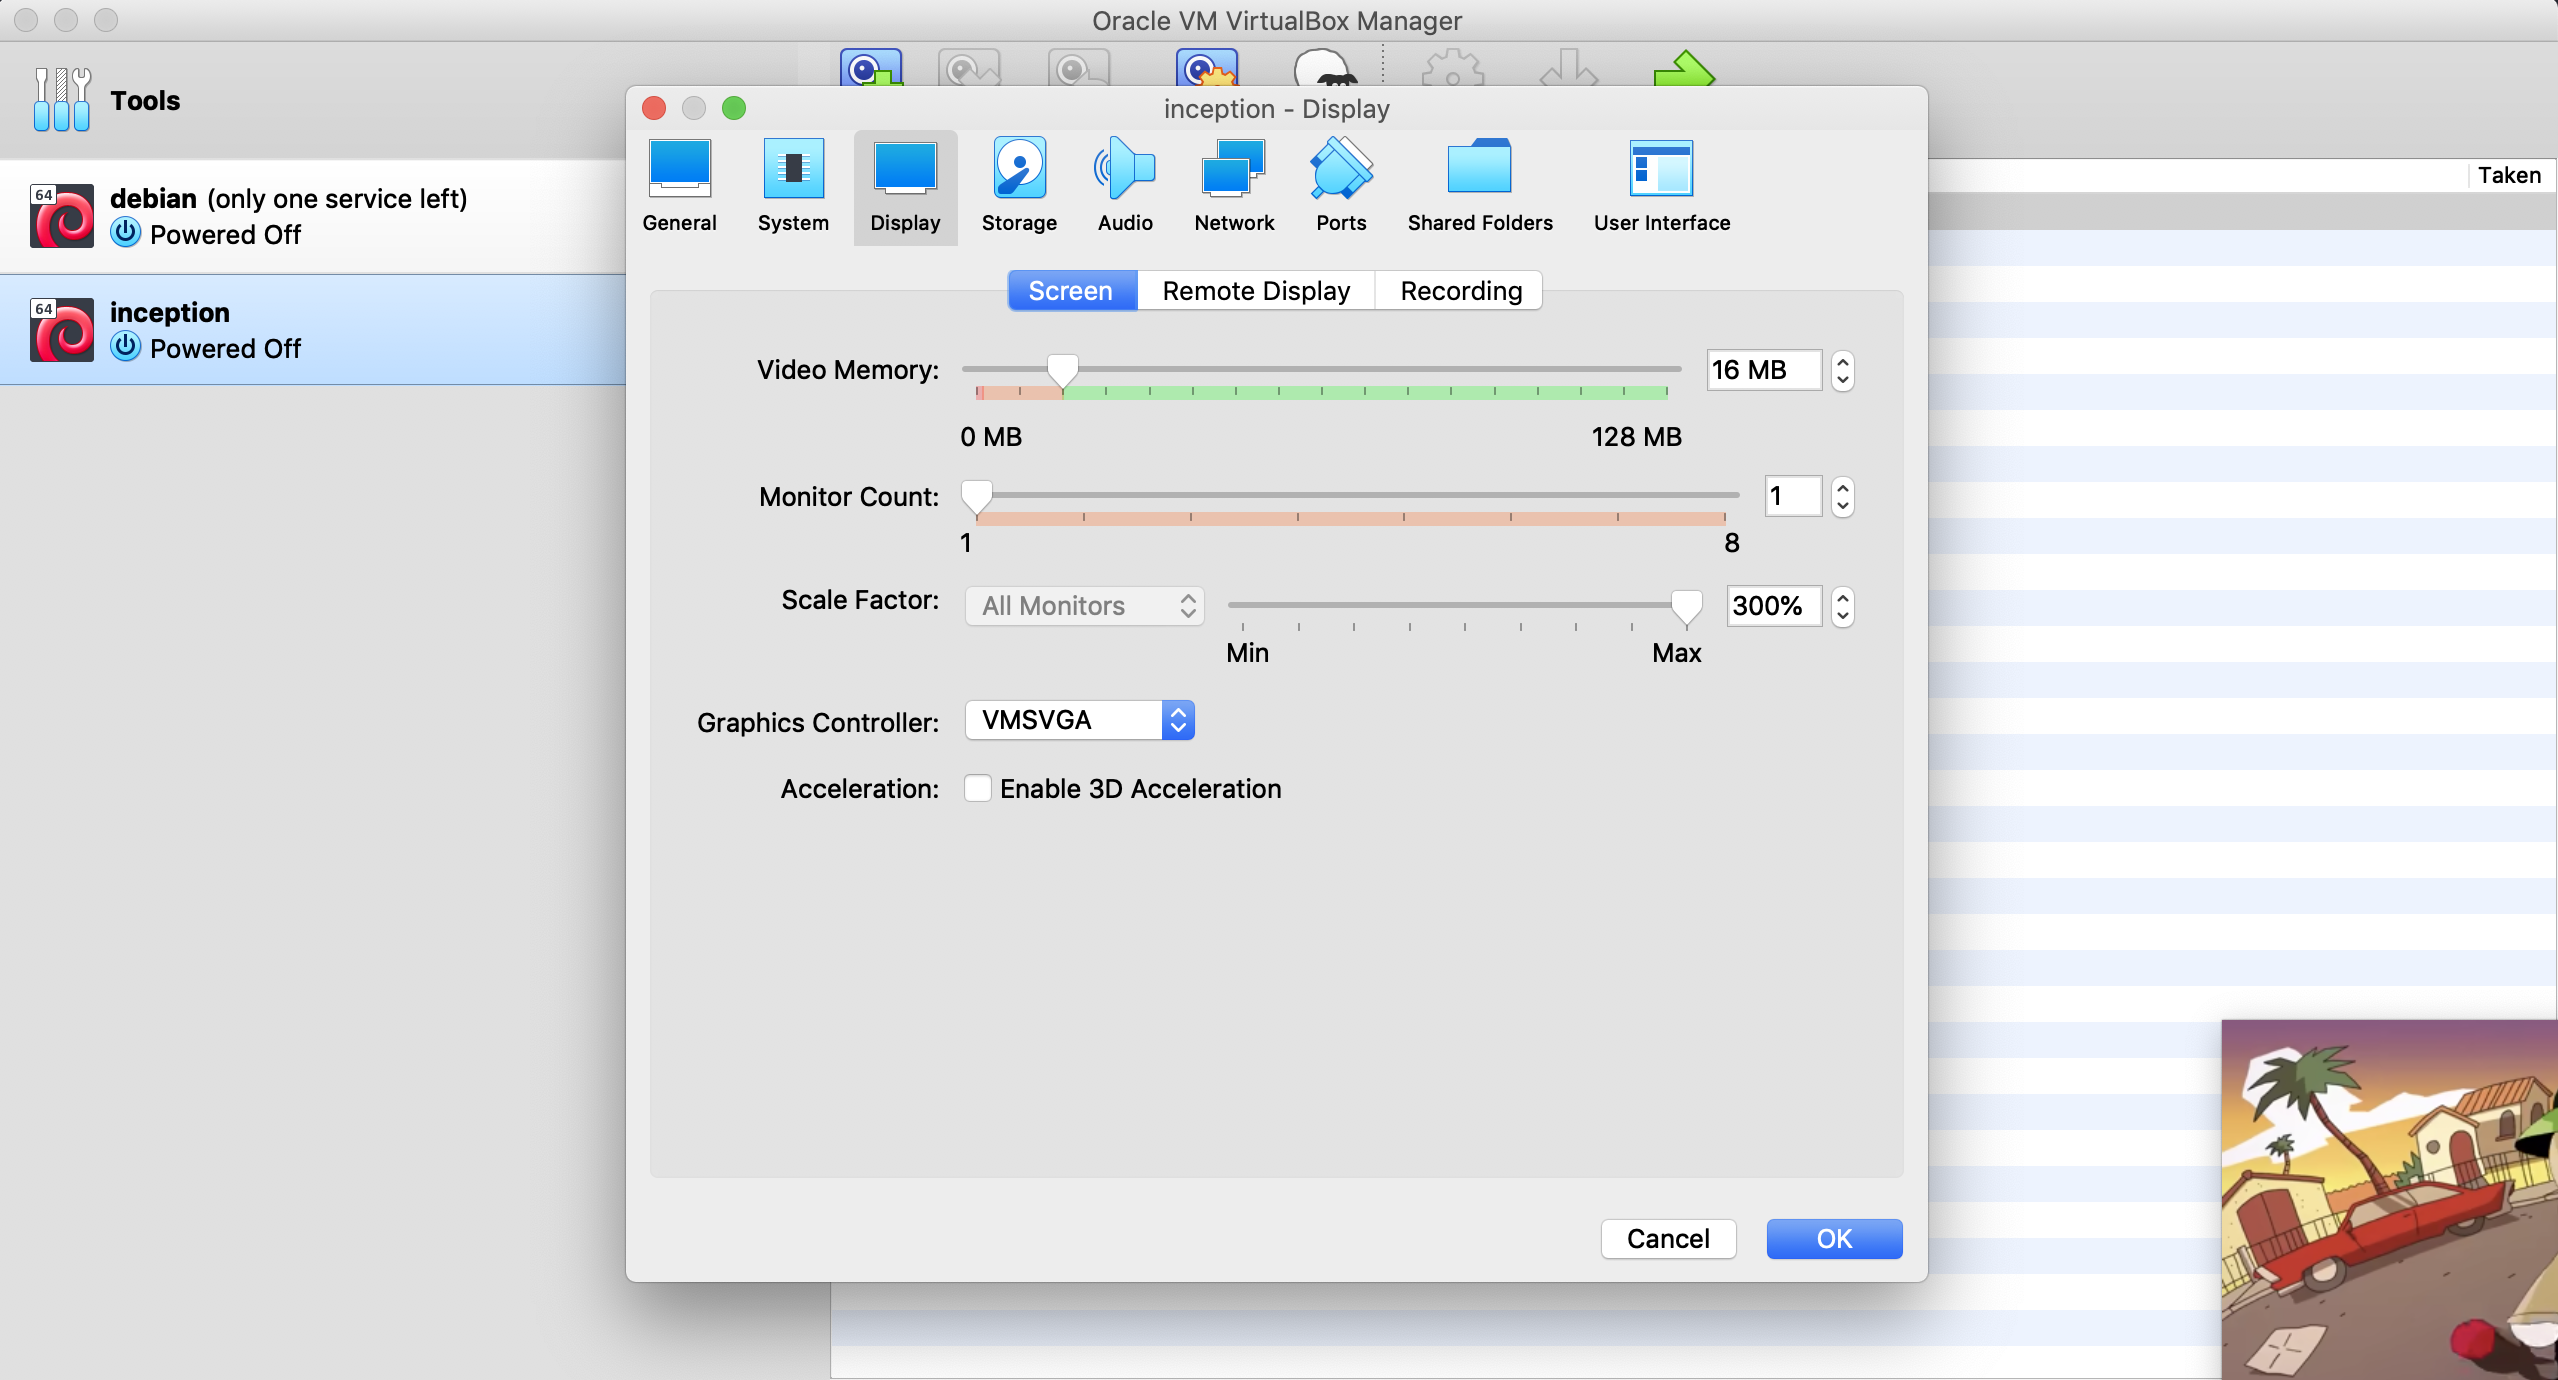 Oracle VM VirtualBox Manager
Tools
64
debian (only one service left)
Powered Off
64
inception
Powered Off
Taken
inception - Display
General
System
Display
Storage
Audio
Network
Ports
Shared Folders
User Interface
Screen
Remote Display
Recording
Video Memory:
16 MB
0 MB
128 MB
Monitor Count:
1
1
8
Scale Factor:
All Monitors
300%
Min
Max
Graphics Controller:
VMSVGA
Acceleration:
Enable 3D Acceleration
Cancel
OK